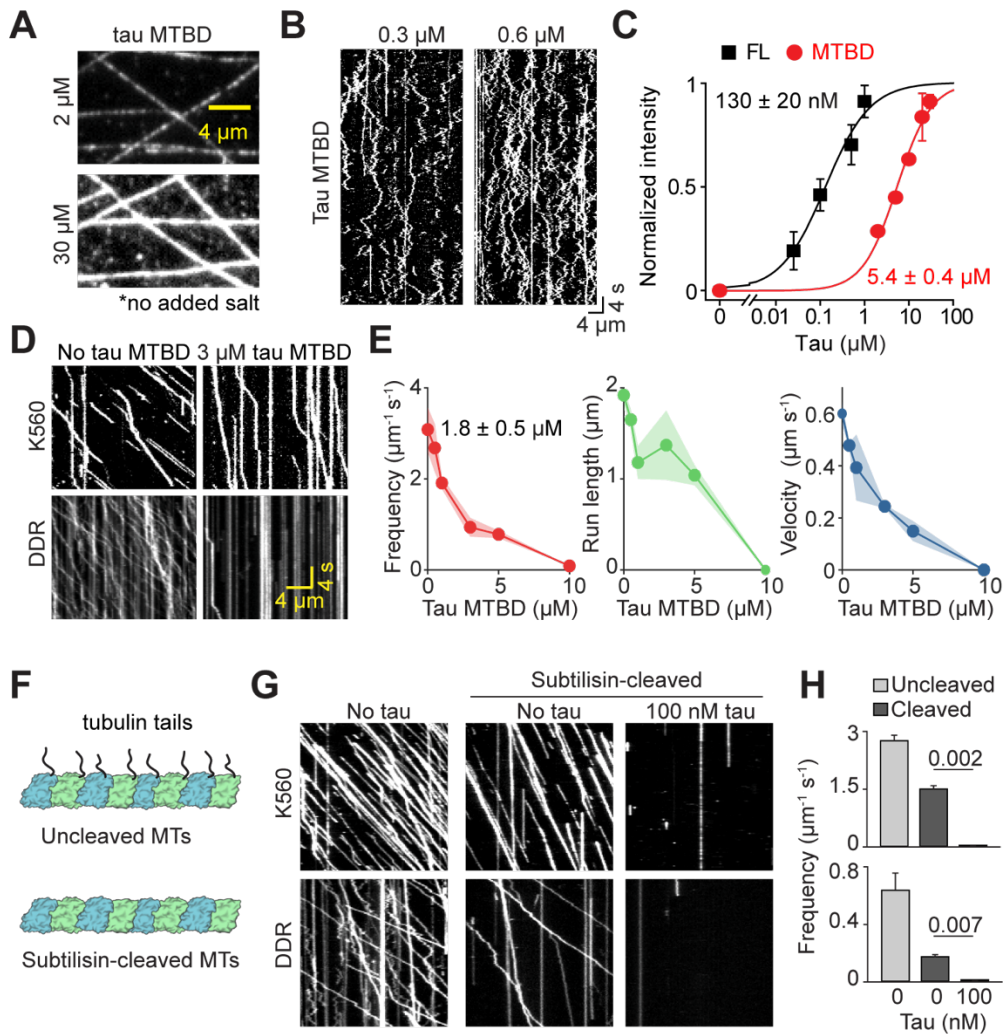 A
tau MTBD
2 µM
4 µm
30 µM
*no added salt
B
0.3 µM 0.6 µM
Tau MTBD
4 s
4 µm
C
FL MTBD
Normalized intensity
1
0.5
0
130 ± 20 nM
5.4 ± 0.4 µM
0 0.01 0.1 1 10 100
Tau (µM)
D
No tau MTBD 3 µM tau MTBD
K560
DDR
4 s
4 µm
E
Frequency (µm⁻¹ s⁻¹)
4
2
0
1.8 ± 0.5 µM
0 5 10
Tau MTBD (µM)
Run length (µm)
2
1
0
0 5 10
Tau MTBD (µM)
Velocity (µm s⁻¹)
0.6
0.4
0.2
0
0 5 10
Tau MTBD (µM)
F
tubulin tails
Uncleaved MTs
Subtilisin-cleaved MTs
G
Subtilisin-cleaved
No tau No tau 100 nM tau
K560
DDR
H
Uncleaved
Cleaved
Frequency (µm⁻¹ s⁻¹)
3
1.5
0
0.002
0.8
0.4
0
0.007
0 0 100
Tau (nM)